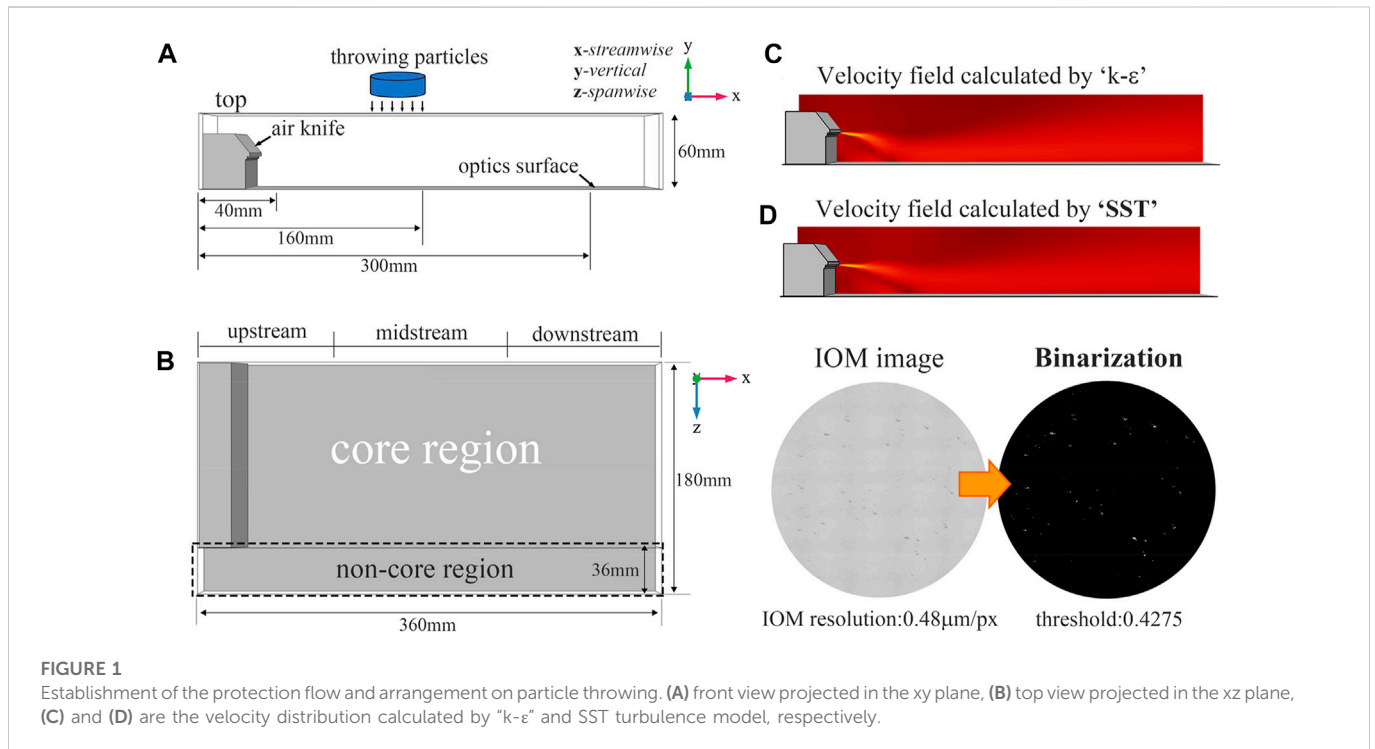 A
throwing particles
x-streamwise
y-vertical
z-spanwise
y
x
top
air knife
optics surface
60mm
40mm
160mm
300mm
B
upstream
midstream
downstream
y
x
z
core region
180mm
non-core region
36mm
360mm
C
Velocity field calculated by 'k-ε'
D
Velocity field calculated by 'SST'
IOM image
Binarization
IOM resolution:0.48μm/px
threshold:0.4275
FIGURE 1
Establishment of the protection flow and arrangement on particle throwing. (A) front view projected in the xy plane, (B) top view projected in the xz plane,
(C) and (D) are the velocity distribution calculated by "k-ε" and SST turbulence model, respectively.